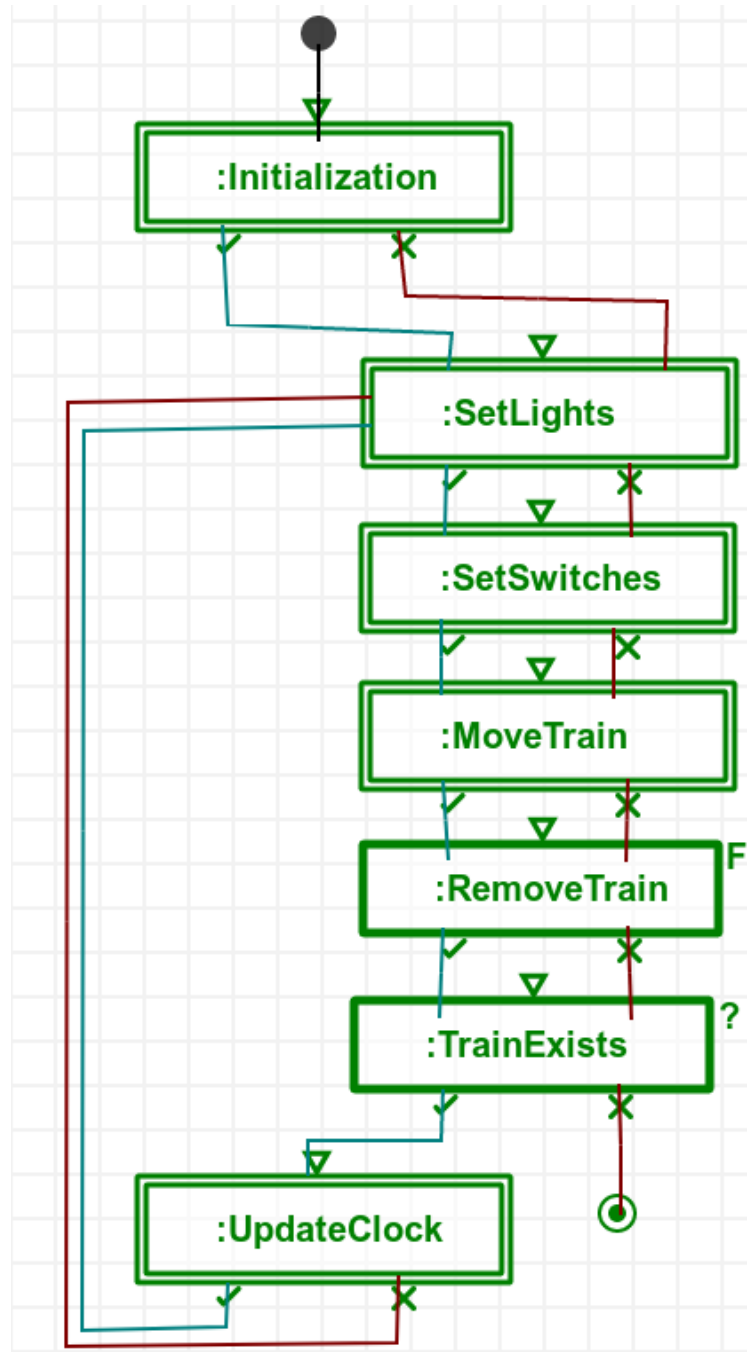 :Initialization
:SetLights
:SetSwitches
:MoveTrain
F
:RemoveTrain
?
:TrainExists
:UpdateClock